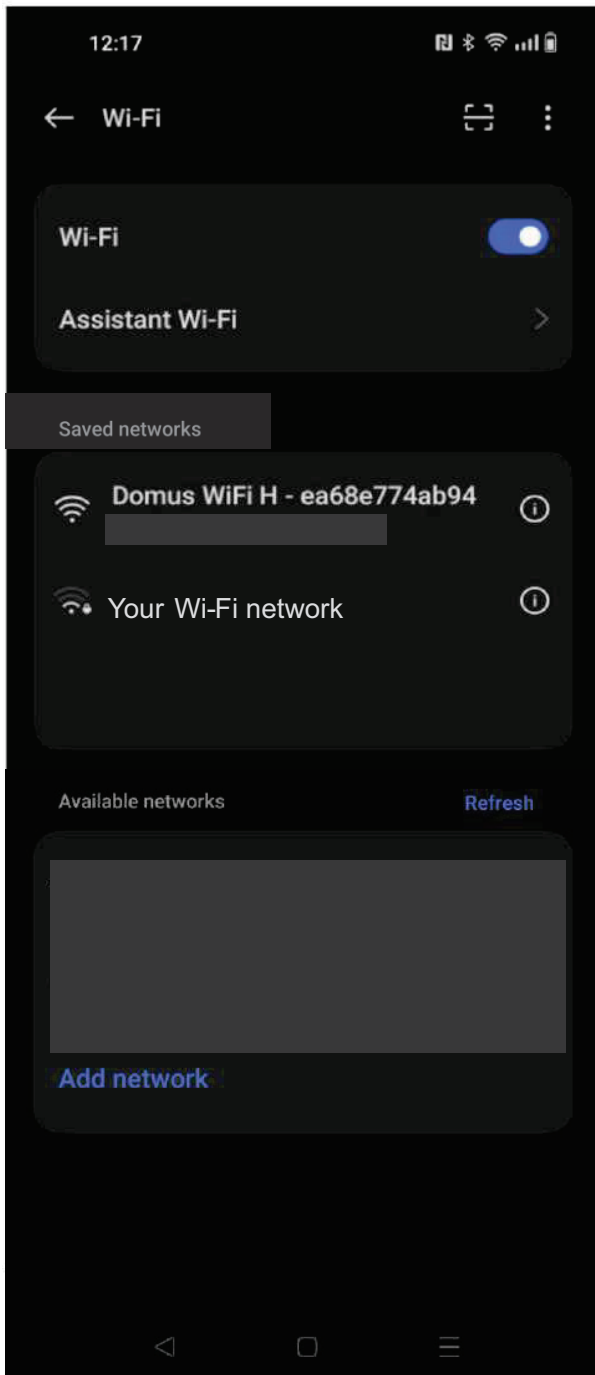 12:17
Wi-Fi
Wi-Fi
Assistant Wi-Fi
Saved networks
Domus WiFi H - ea68e774ab94
Your Wi-Fi network
Available networks
Refresh
Add network